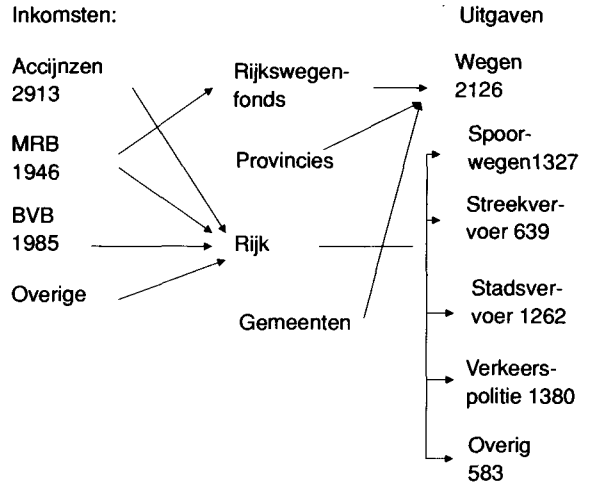 Inkomsten:
Uitgaven
Accijnzen
2913
MRB
1946
BVB
1985
Overige
Rijkswegen-
fonds
Provincies
Rijk
Gemeenten
Wegen
2126
Spoor-
wegen1327
Streekver-
voer 639
Stadsver-
voer 1262
Verkeers-
politie 1380
Overig
583